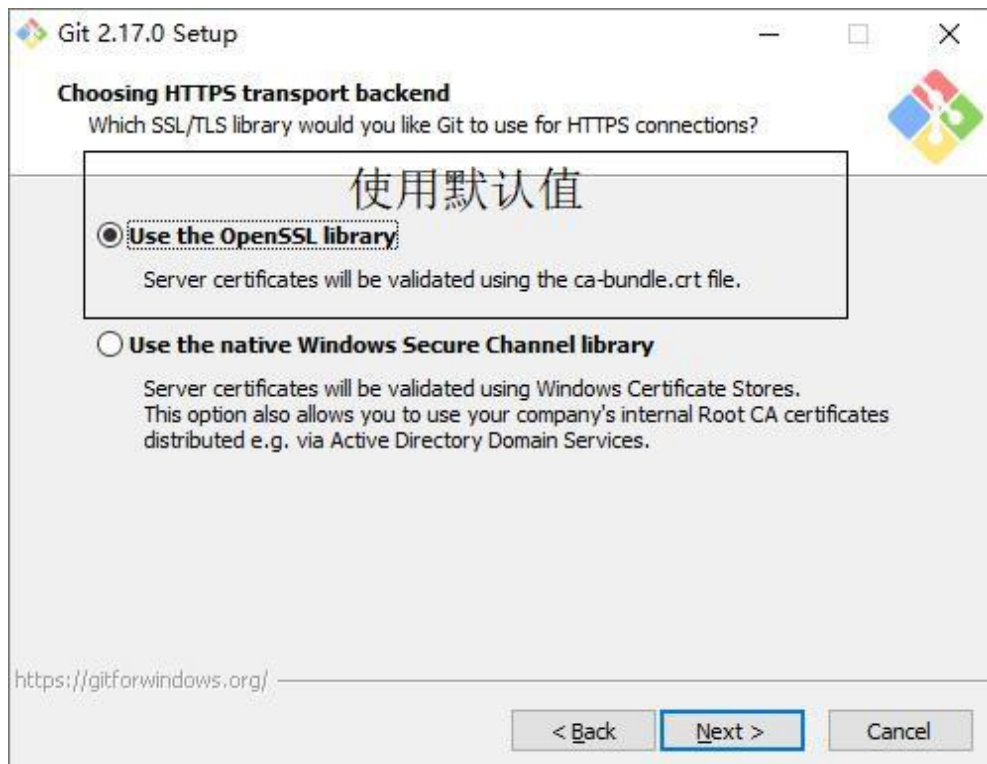 Git 2.17.0 Setup
Choosing HTTPS transport backend
Which SSL/TLS library would you like Git to use for HTTPS connections?
使用默认值
Use the OpenSSL library
Server certificates will be validated using the ca-bundle.crt file.
Use the native Windows Secure Channel library
Server certificates will be validated using Windows Certificate Stores.
This option also allows you to use your company's internal Root CA certificates
distributed e.g. via Active Directory Domain Services.
https://gitforwindows.org/
< Back Next > Cancel